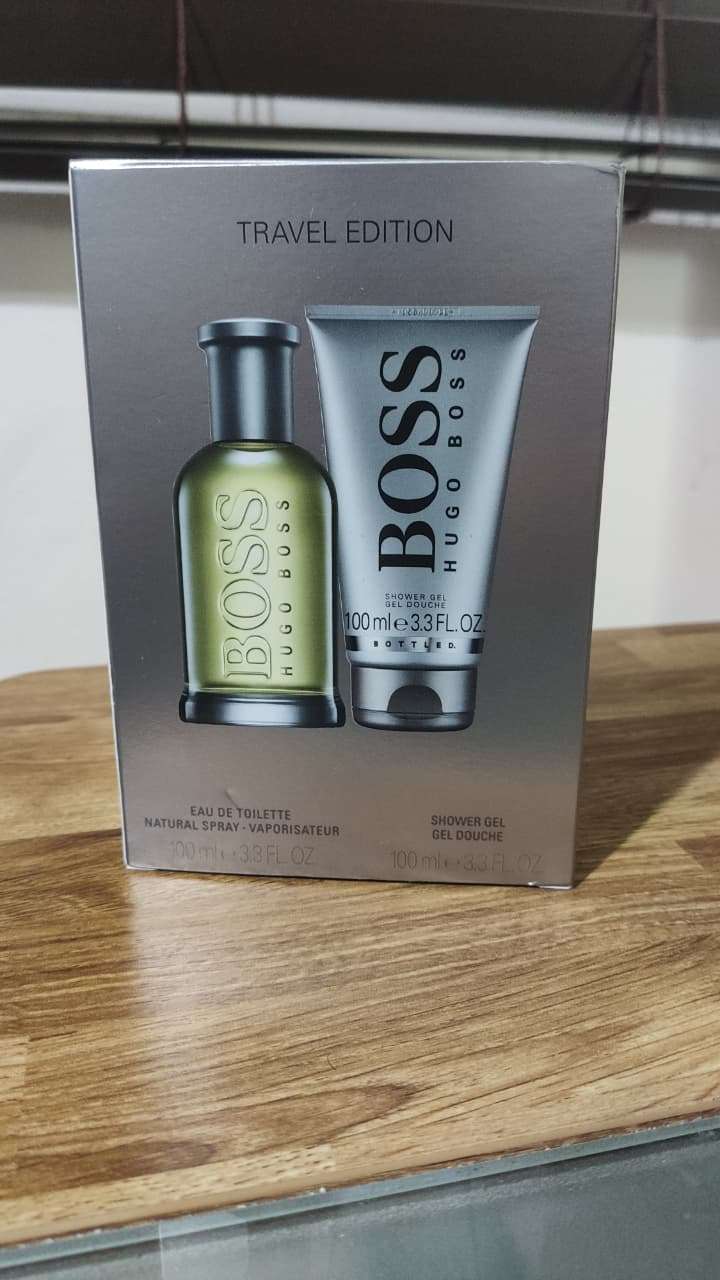 TRAVEL EDITION
BOSS
HUGO BOSS
BOSS
HUGO BOSS
SHOWER GEL
GEL DOUCHE
100 ml e 3.3 FL. OZ.
BOTTLED.
EAU DE TOILETTE
NATURAL SPRAY · VAPORISATEUR
100 ml e 3.3 FL. OZ.
SHOWER GEL
GEL DOUCHE
100 ml e 3.3 FL. OZ.